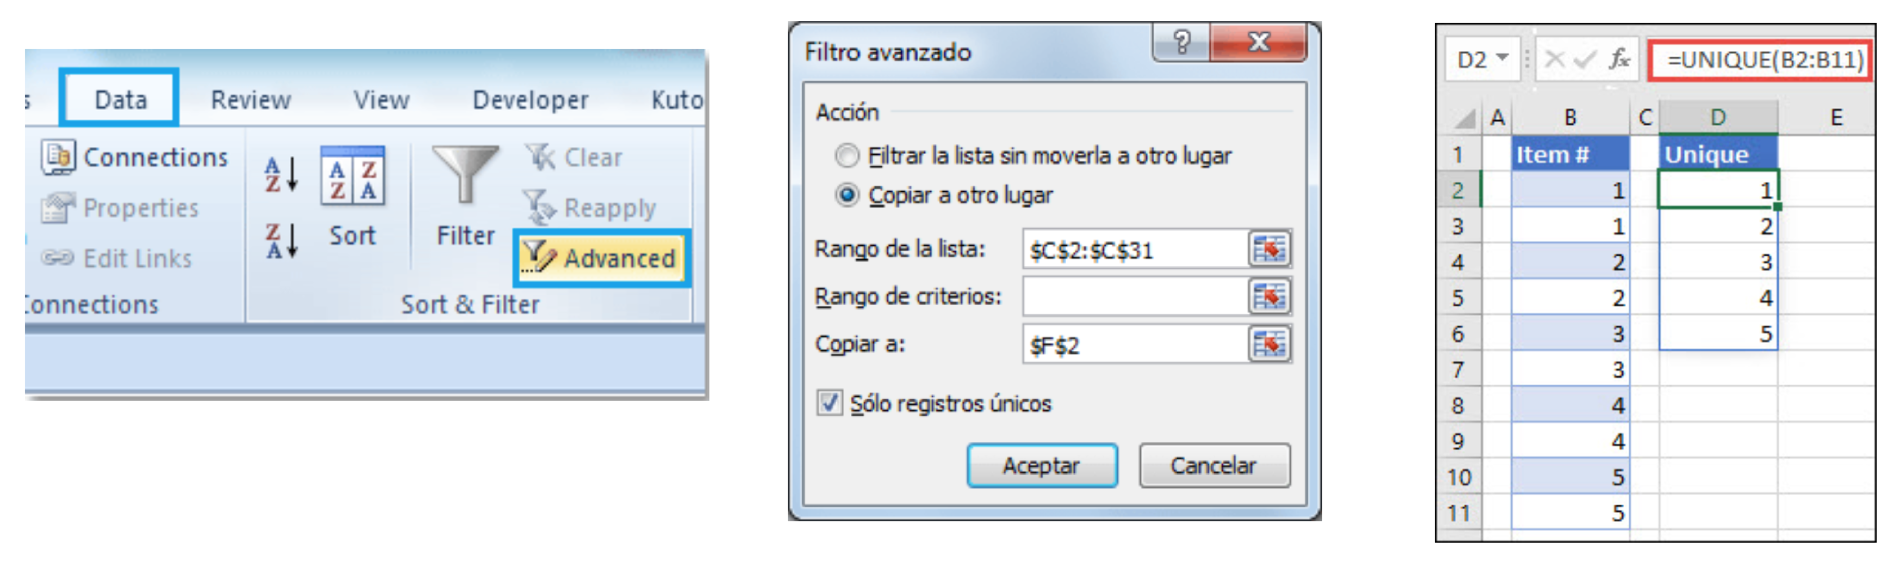 Data Review View Developer
Connections
Properties
Edit Links
Sort
Filter
Clear
Reapply
Advanced
Sort & Filter
Filtro avanzado
Acción
Filtrar la lista sin moverla a otro lugar
Copiar a otro lugar
Rango de la lista: $C$2:$C$31
Rango de criterios:
Copiar a: $F$2
Sólo registros únicos
Aceptar Cancelar
D2 fx =UNIQUE(B2:B11)
A B C D E
1 Item # Unique
2 1 1
3 1 2
4 2 3
5 2 4
6 3 5
7 3
8 4
9 4
10 5
11 5